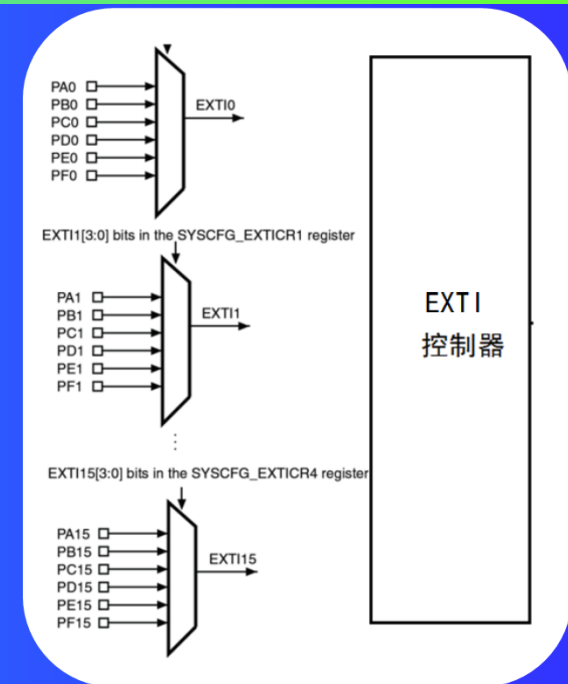 PA0
PB0
PC0
PD0
PE0
PF0
EXTI0
EXTI1[3:0] bits in the SYSCFG_EXTICR1 register
PA1
PB1
PC1
PD1
PE1
PF1
EXTI1
EXTI15[3:0] bits in the SYSCFG_EXTICR4 register
PA15
PB15
PC15
PD15
PE15
PF15
EXTI15
EXTI
控制器